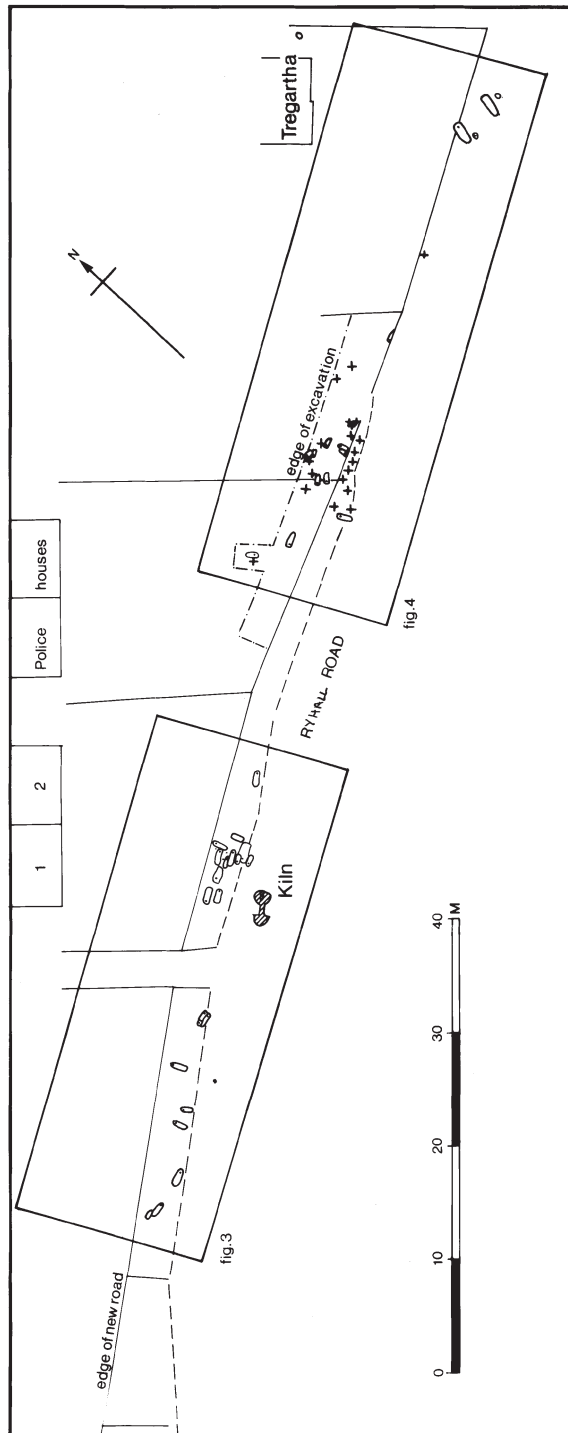 Tregartha
N
edge of excavation
houses
Police
fig.4
RYHALL ROAD
2
1
Kiln
fig.3
edge of new road
0 10 20 30 40 M